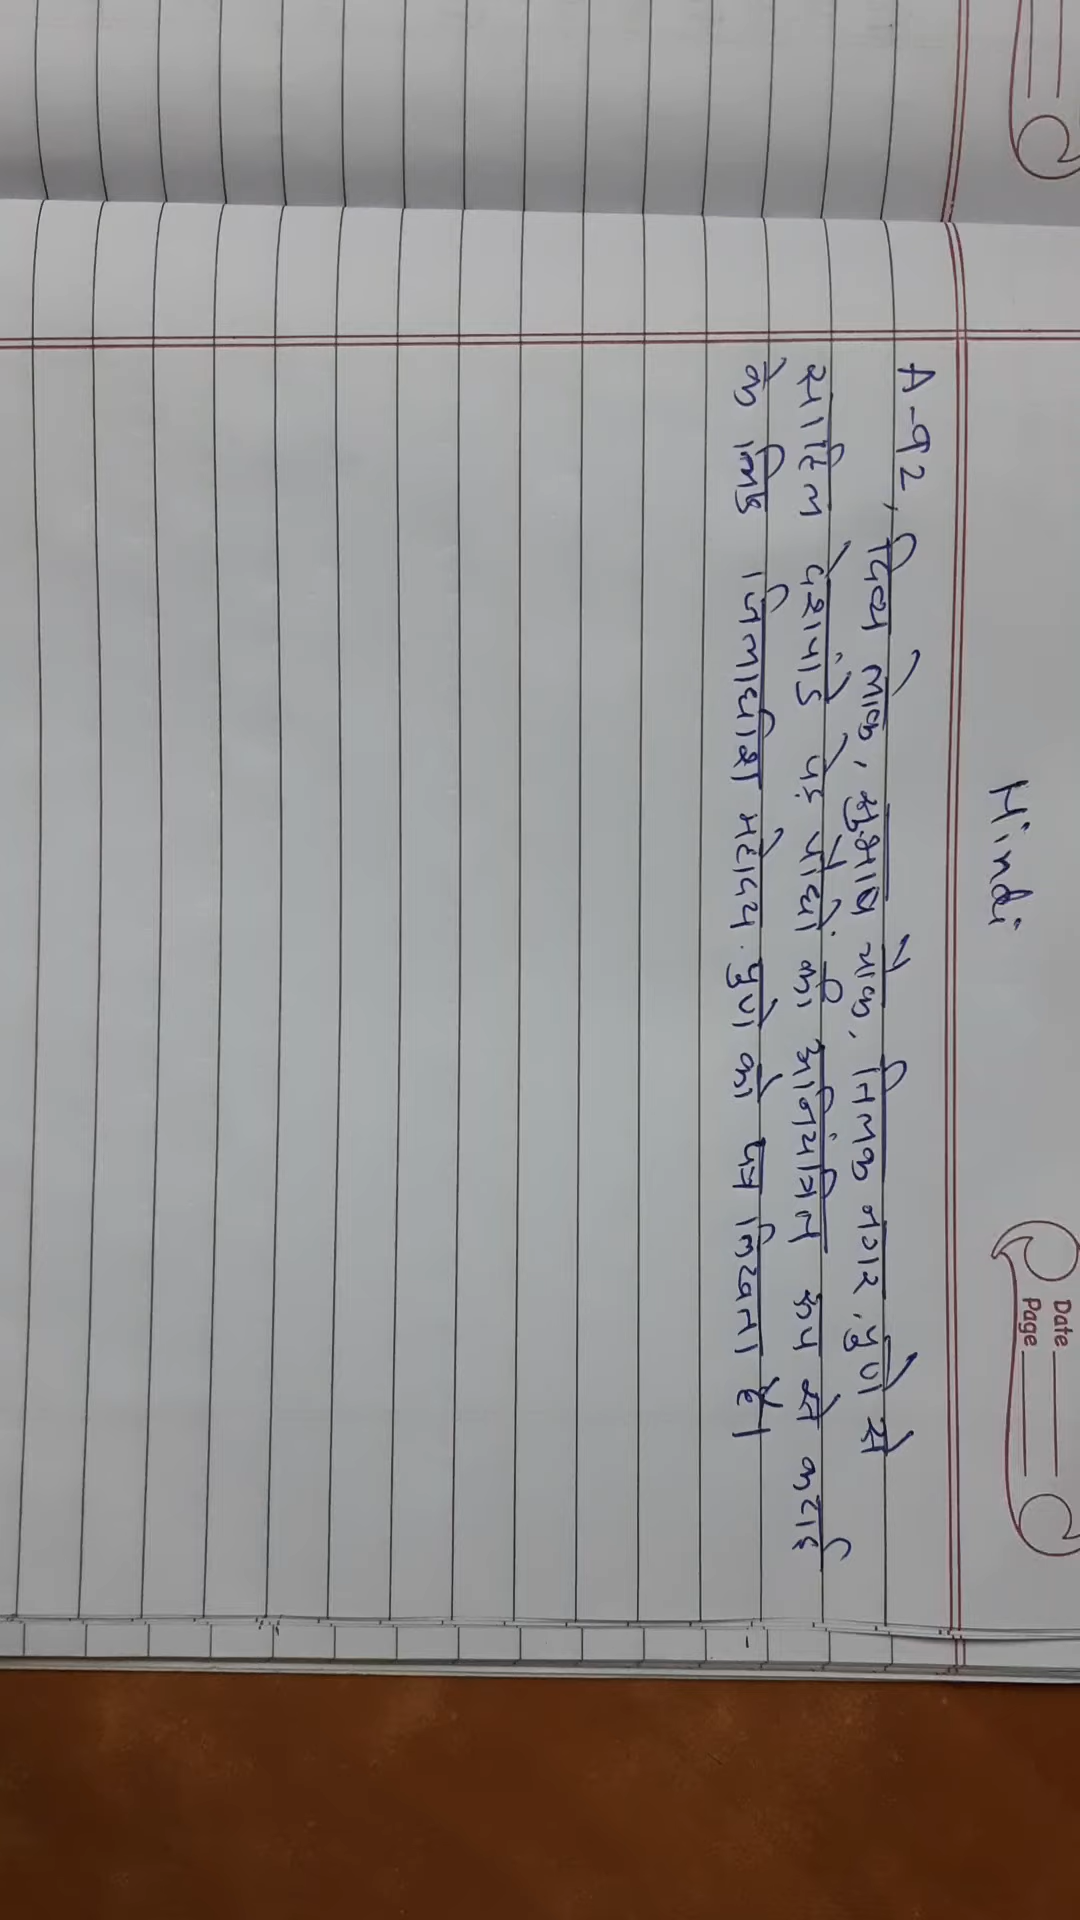 Hindi
Date
Page
A-92, दिव्य लोक, सुभाष चौक, तिलक नगर, पुणे से
साहिल देशपांडे पेड़ पौधों की अनियंत्रित रूप से कटाई
के लिए जिलाधीश महोदय पुणे को पत्र लिखता है।